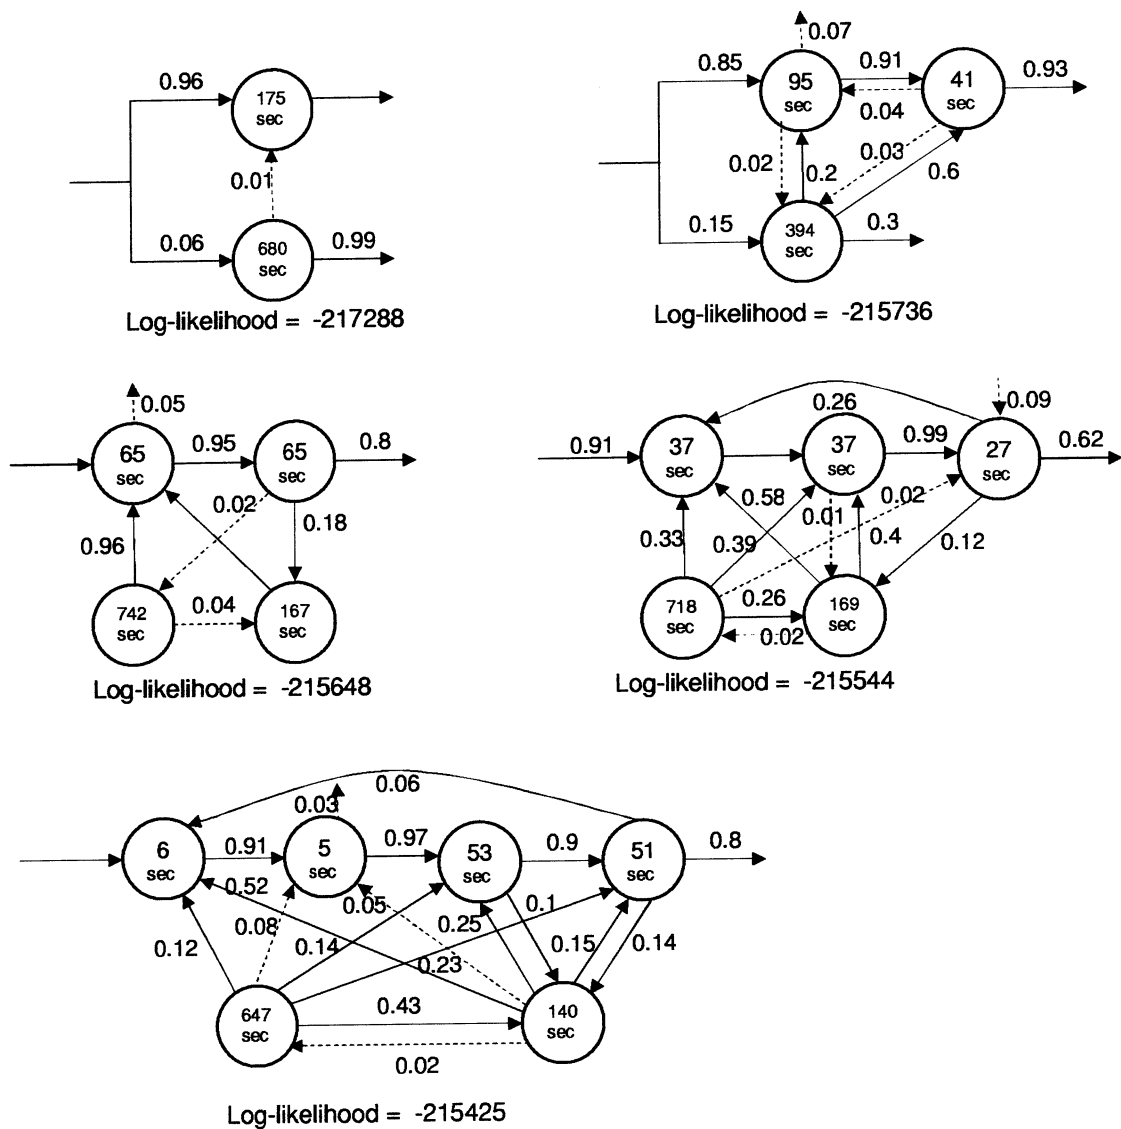 0.96
175
sec
0.01
0.06
680
sec
0.99
Log-likelihood = -217288
0.07
0.85
95
sec
0.91
41
sec
0.93
0.04
0.02
0.2
0.03
0.6
0.15
394
sec
0.3
Log-likelihood = -215736
0.05
65
sec
0.95
65
sec
0.8
0.02
0.18
0.96
742
sec
0.04
167
sec
Log-likelihood = -215648
0.26
0.09
0.91
37
sec
37
sec
0.99
27
sec
0.62
0.58
0.01
0.02
0.33
0.39
0.4
0.12
718
sec
0.26
169
sec
0.02
Log-likelihood = -215544
0.06
0.03
6
sec
0.91
5
sec
0.97
53
sec
0.9
51
sec
0.8
0.52
0.08
0.05
0.25
0.1
0.12
0.14
0.23
0.15
0.14
647
sec
0.43
140
sec
0.02
Log-likelihood = -215425